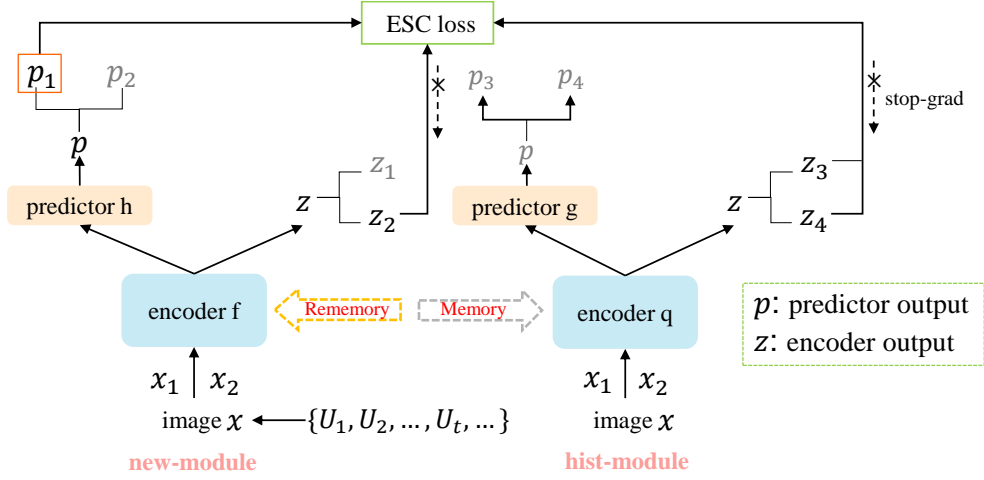 ESC loss
p₁ p₂
p₃ p₄
stop-grad
p
p
z₁
z
z₂
z₃
z
z₄
predictor h
predictor g
encoder f
Rememory
Memory
encoder q
p: predictor output
z: encoder output
x₁ x₂
x₁ x₂
image x
{U₁, U₂, … , Uₜ, … }
image x
new-module
hist-module